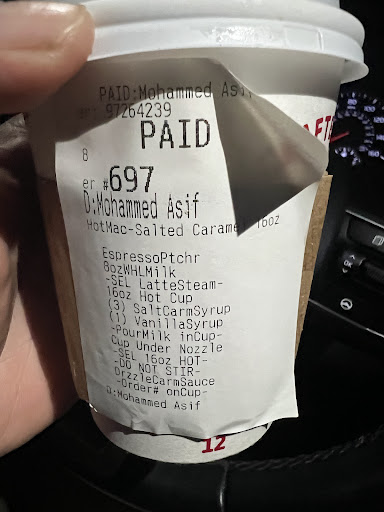 PAID:Mohammed Asif
er: 97264239
PAID
8
er #697
D:Mohammed Asif
HotMac-Salted Caramel 16oz
EspressoPtchr
8ozWHLMilk
-SEL LatteSteam-
16oz Hot Cup
(3) SaltCarmSyrup
(1) VanillaSyrup
-PourMilk inCup-
Cup Under Nozzle
-SEL 16oz HOT-
-DO NOT STIR-
DrzzleCarmSauce
-Order# onCup-
D:Mohammed Asif
12